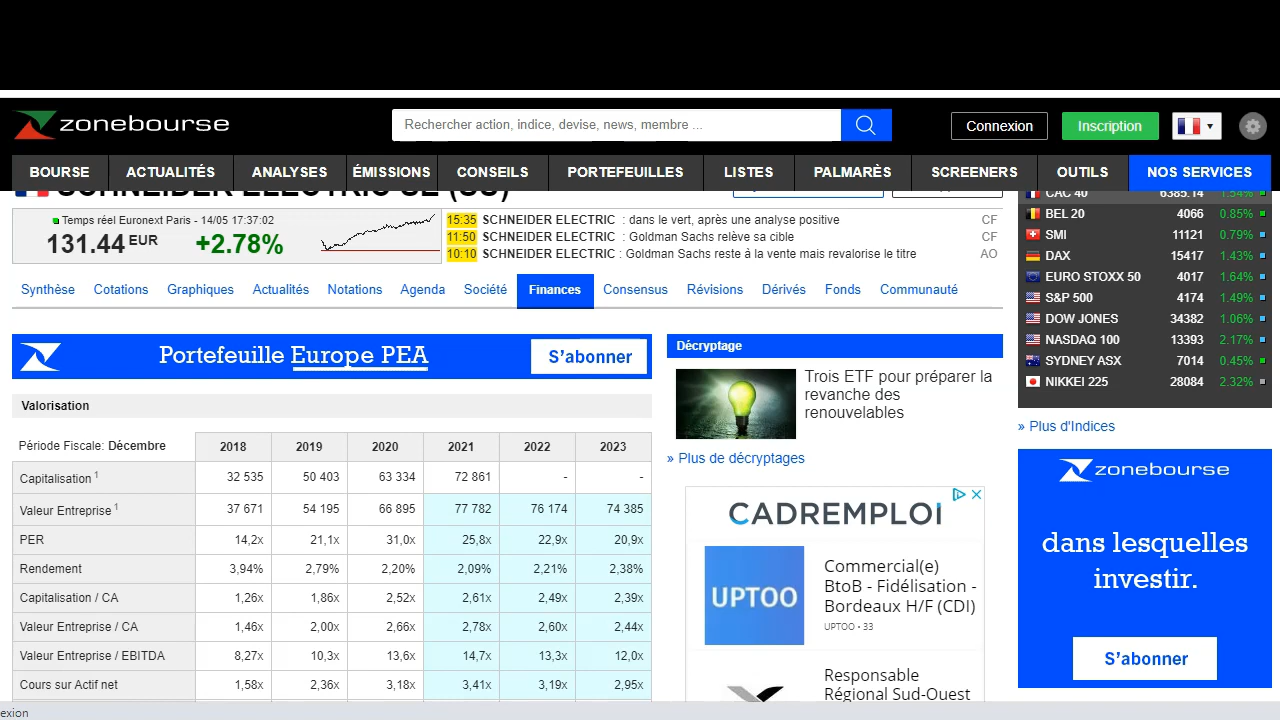 zonebourse
Rechercher action, indice, devise, news, membre ...
Connexion
Inscription
BOURSE ACTUALITÉS ANALYSES ÉMISSIONS CONSEILS PORTEFEUILLES LISTES PALMARÈS SCREENERS OUTILS NOS SERVICES
SCHNEIDER ELECTRIC SE (SU)
Temps réel Euronext Paris - 14/05 17:37:02
131.44 EUR +2.78%
15:35 SCHNEIDER ELECTRIC : dans le vert, après une analyse positive CF
11:50 SCHNEIDER ELECTRIC : Goldman Sachs relève sa cible CF
10:10 SCHNEIDER ELECTRIC : Goldman Sachs reste à la vente mais revalorise le titre AO
Synthèse Cotations Graphiques Actualités Notations Agenda Société Finances Consensus Révisions Dérivés Fonds Communauté
Portefeuille Europe PEA
S'abonner
Valorisation
Période Fiscale: Décembre 2018 2019 2020 2021 2022 2023
Capitalisation 1 32 535 50 403 63 334 72 861 - -
Valeur Entreprise 1 37 671 54 195 66 895 77 782 76 174 74 385
PER 14,2x 21,1x 31,0x 25,8x 22,9x 20,9x
Rendement 3,94% 2,79% 2,20% 2,09% 2,21% 2,38%
Capitalisation / CA 1,26x 1,86x 2,52x 2,61x 2,49x 2,39x
Valeur Entreprise / CA 1,46x 2,00x 2,66x 2,78x 2,60x 2,44x
Valeur Entreprise / EBITDA 8,27x 10,3x 13,6x 14,7x 13,3x 12,0x
Cours sur Actif net 1,58x 2,36x 3,18x 3,41x 3,19x 2,95x
Décryptage
Trois ETF pour préparer la
revanche des
renouvelables
» Plus de décryptages
CADREMPLOI
UPTOO
Commercial(e)
BtoB - Fidélisation -
Bordeaux H/F (CDI)
UPTOO • 33
Responsable
Régional Sud-Ouest
CAC 40 6385.14 1.54%
BEL 20 4066 0.85%
SMI 11121 0.79%
DAX 15417 1.43%
EURO STOXX 50 4017 1.64%
S&P 500 4174 1.49%
DOW JONES 34382 1.06%
NASDAQ 100 13393 2.17%
SYDNEY ASX 7014 0.45%
NIKKEI 225 28084 2.32%
» Plus d'Indices
zonebourse
dans lesquelles
investir.
S'abonner
exion